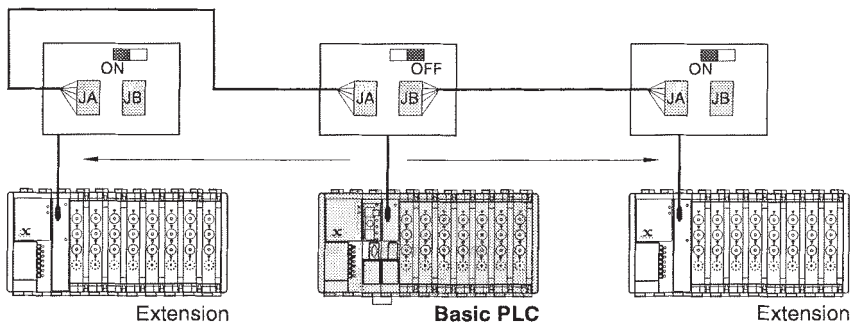 ON
JA JB
OFF
JA JB
ON
JA JB
x
x
x
Extension
Basic PLC
Extension